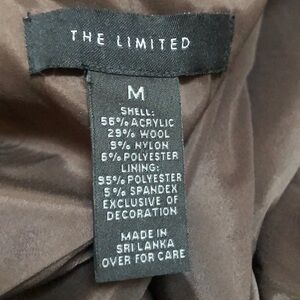 THE LIMITED
M
SHELL:
56% ACRYLIC
29% WOOL
9% NYLON
6% POLYESTER
LINING:
95% POLYESTER
5% SPANDEX
EXCLUSIVE OF
DECORATION
MADE IN
SRI LANKA
OVER FOR CARE